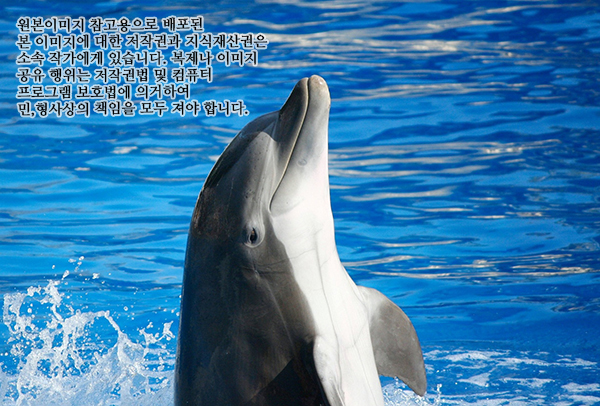 원본이미지 참고용으로 배포된
본 이미지에 대한 저작권과 지식재산권은
소속 작가에게 있습니다. 복제나 이미지
공유 행위는 저작권법 및 컴퓨터
프로그램 보호법에 의거하여
민,형사상의 책임을 모두 져야 합니다.